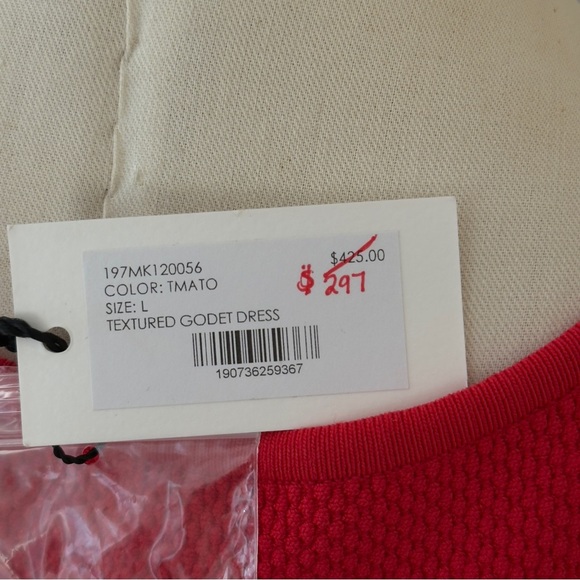 197MK120056
$425.00
COLOR: TMATO
$ 297
SIZE: L
TEXTURED GODET DRESS
190736259367